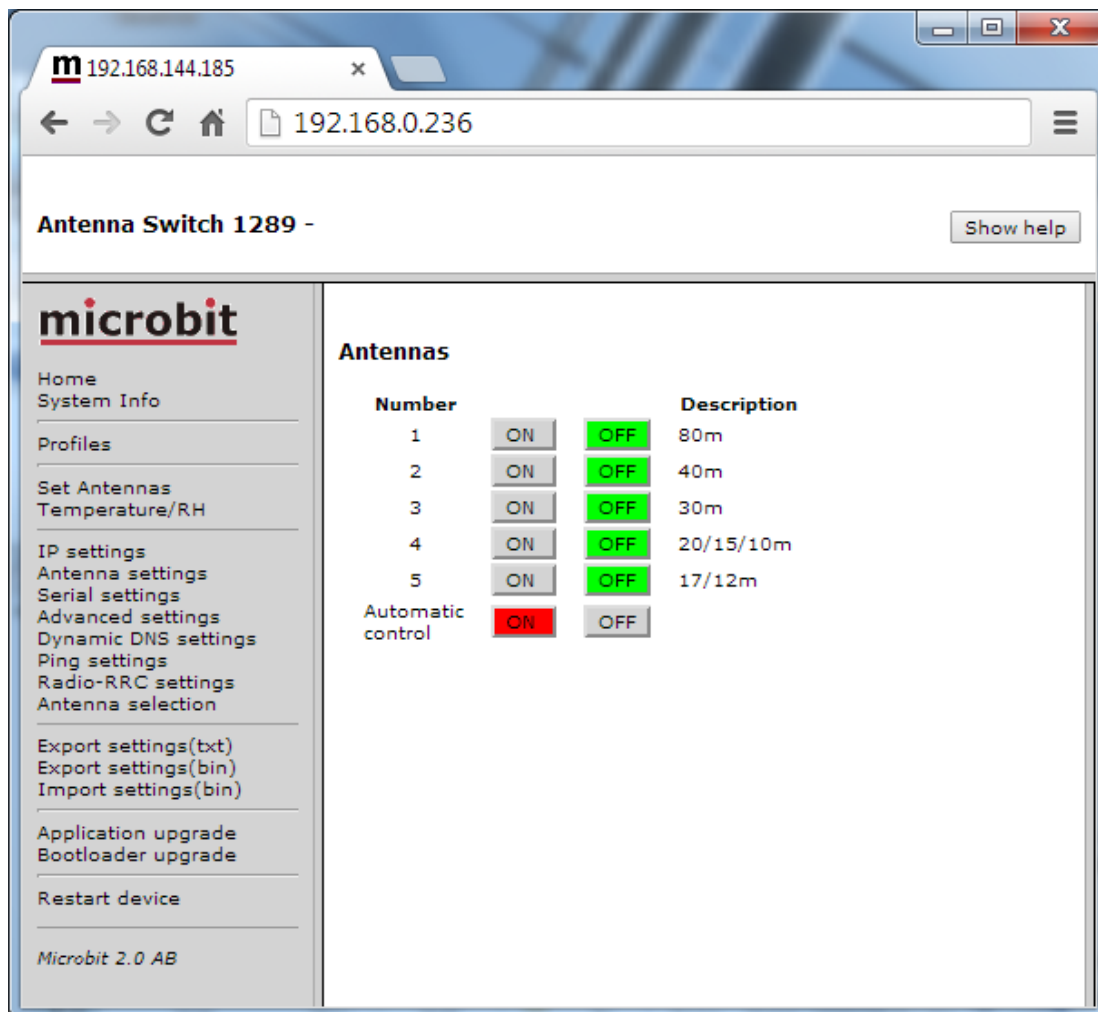 192.168.144.185
192.168.0.236
Antenna Switch 1289 -
Show help
microbit
Home
System Info
Profiles
Set Antennas
Temperature/RH
IP settings
Antenna settings
Serial settings
Advanced settings
Dynamic DNS settings
Ping settings
Radio-RRC settings
Antenna selection
Export settings(txt)
Export settings(bin)
Import settings(bin)
Application upgrade
Bootloader upgrade
Restart device
Microbit 2.0 AB
Antennas
Number Description
1 ON OFF 80m
2 ON OFF 40m
3 ON OFF 30m
4 ON OFF 20/15/10m
5 ON OFF 17/12m
Automatic
control ON OFF